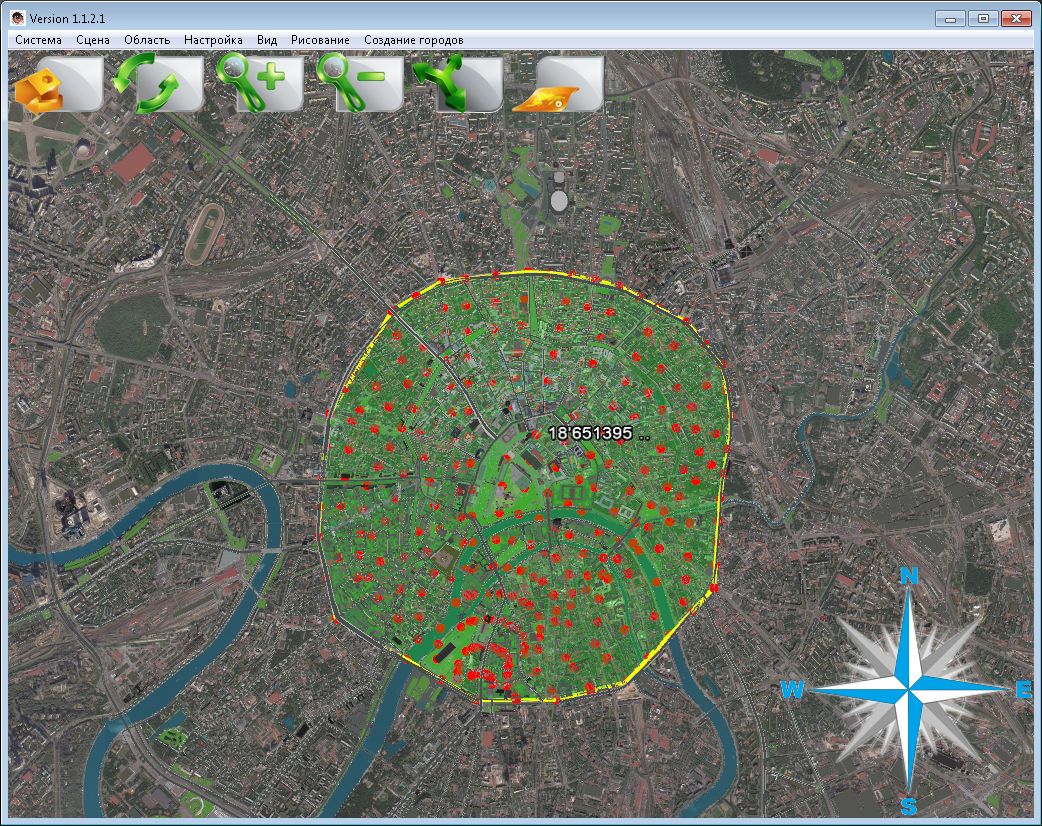 Version 1.1.2.1
Система Сцена Область Настройка Вид Рисование Создание городов
18'651395 ..
N
W E
S